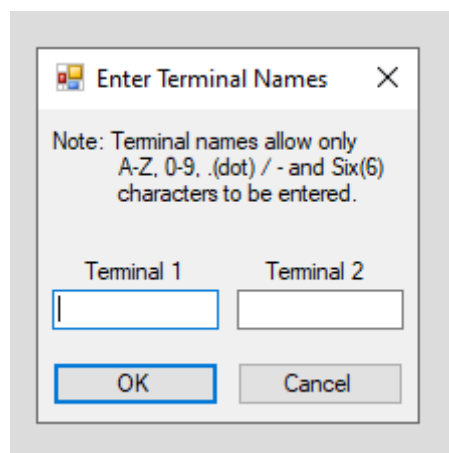 Enter Terminal Names
Note: Terminal names allow only
A-Z, 0-9, .(dot) / - and Six(6)
characters to be entered.
Terminal 1 Terminal 2
OK Cancel